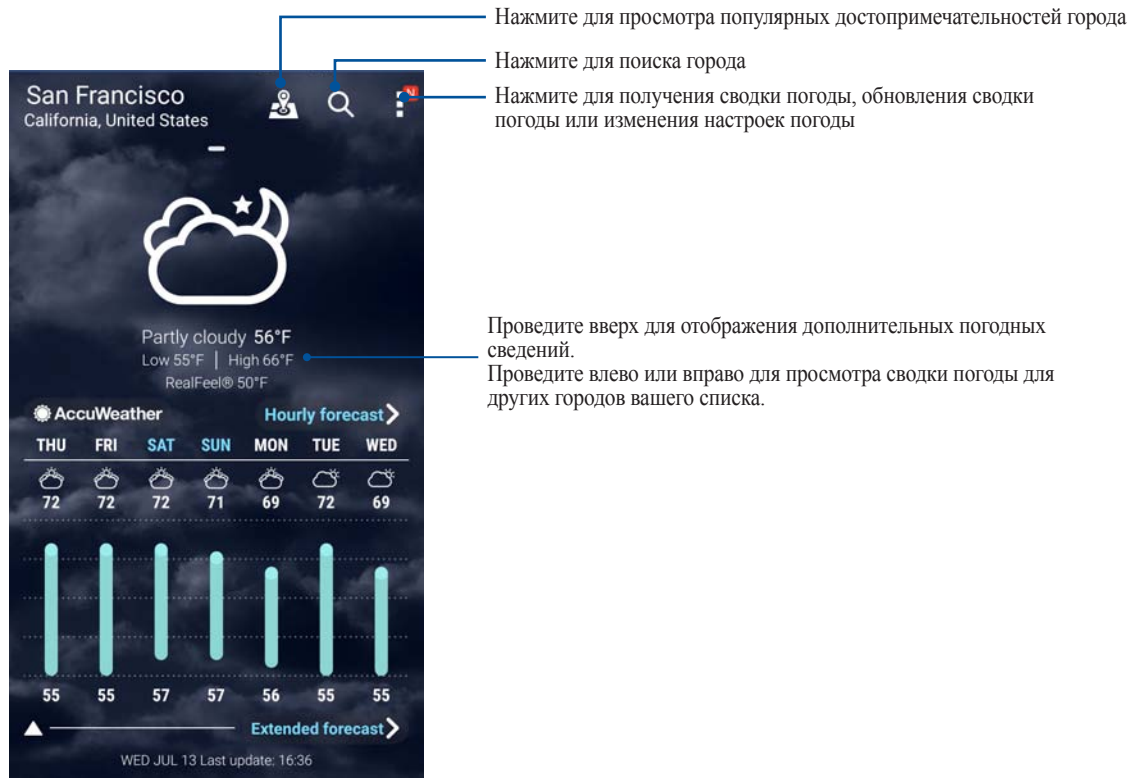 Нажмите для просмотра популярных достопримечательностей города
Нажмите для поиска города
Нажмите для получения сводки погоды, обновления сводки
погоды или изменения настроек погоды
San Francisco
California, United States
N
Partly cloudy 56°F
Low 55°F | High 66°F
RealFeel® 50°F
Проведите вверх для отображения дополнительных погодных
сведений.
Проведите влево или вправо для просмотра сводки погоды для
других городов вашего списка.
AccuWeather Hourly forecast
THU FRI SAT SUN MON TUE WED
72 72 72 71 69 72 69
55 55 57 57 56 55 55
Extended forecast
WED JUL 13 Last update: 16:36